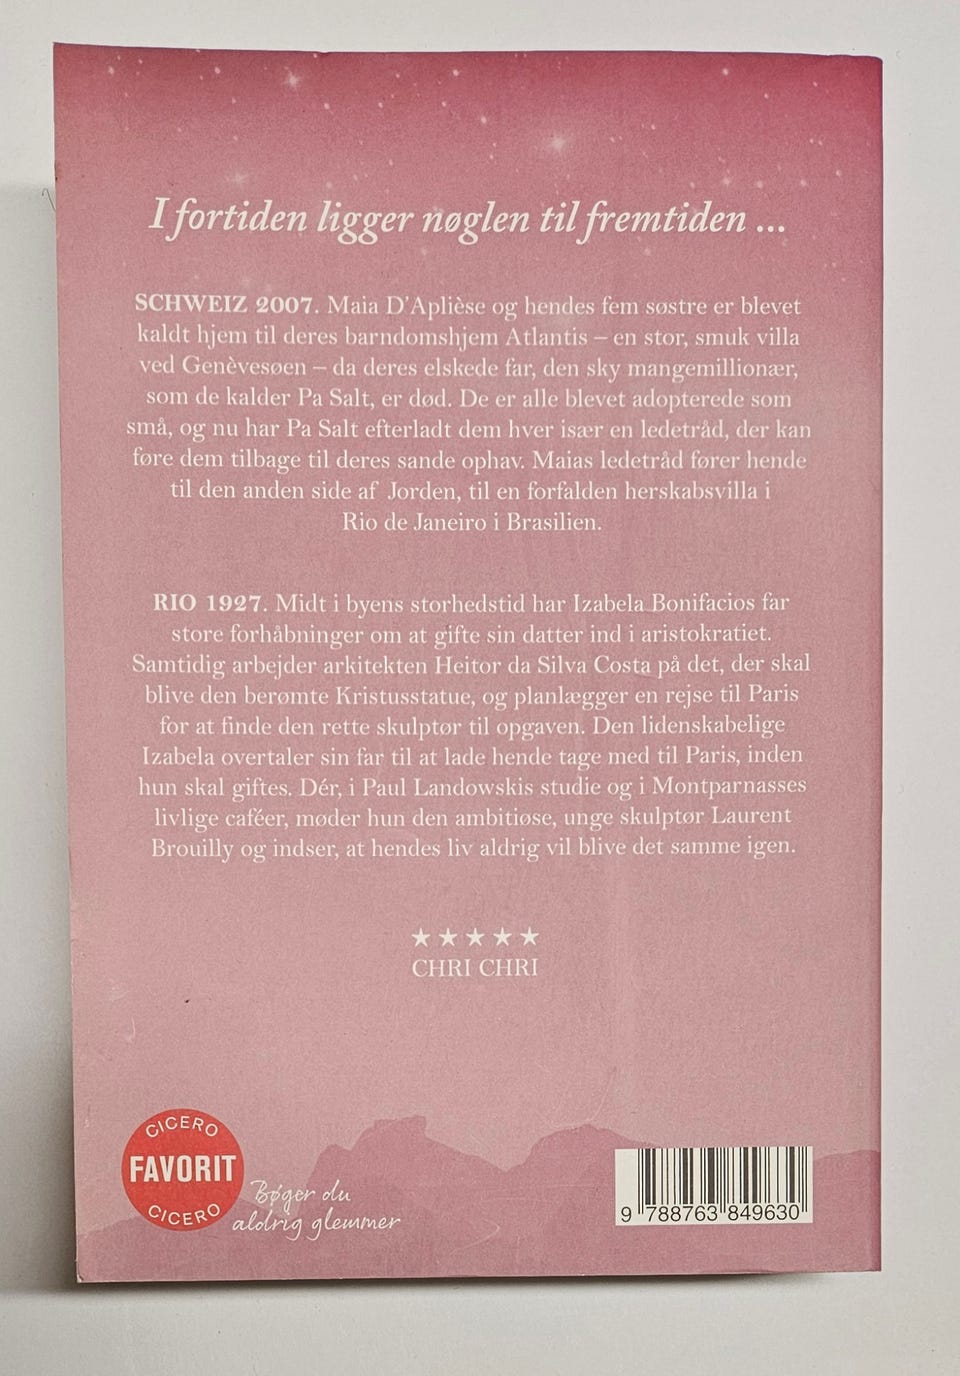 I fortiden ligger nøglen til fremtiden ...
SCHWEIZ 2007. Maia D'Aplièse og hendes fem søstre er blevet
kaldt hjem til deres barndomshjem Atlantis – en stor, smuk villa
ved Genèvesøen – da deres elskede far, den sky mangemillionær,
som de kalder Pa Salt, er død. De er alle blevet adopterede som
små, og nu har Pa Salt efterladt dem hver især en ledetråd, der kan
føre dem tilbage til deres sande ophav. Maias ledetråd fører hende
til den anden side af Jorden, til en forfalden herskabsvilla i
Rio de Janeiro i Brasilien.
RIO 1927. Midt i byens storhedstid har Izabela Bonifacios far
store forhåbninger om at gifte sin datter ind i aristokratiet.
Samtidig arbejder arkitekten Heitor da Silva Costa på det, der skal
blive den berømte Kristusstatue, og planlægger en rejse til Paris
for at finde den rette skulptør til opgaven. Den lidenskabelige
Izabela overtaler sin far til at lade hende tage med til Paris, inden
hun skal giftes. Dér, i Paul Landowskis studie og i Montparnasses
livlige caféer, møder hun den ambitiøse, unge skulptør Laurent
Brouilly og indser, at hendes liv aldrig vil blive det samme igen.
★★★★★
CHRI CHRI
CICERO
FAVORIT
CICERO
Bøger du
aldrig glemmer
9 788763 849630